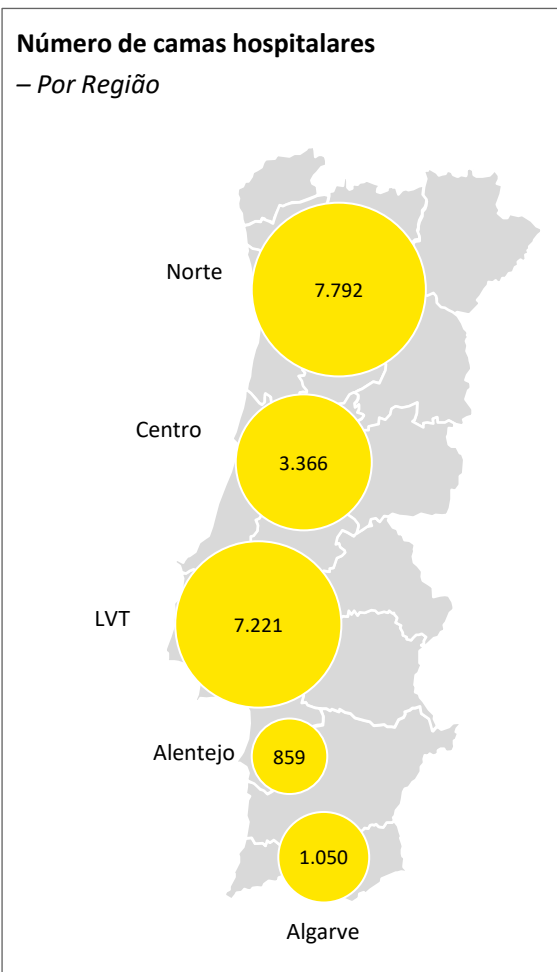 Número de camas hospitalares
– Por Região
Norte
7.792
Centro
3.366
LVT
7.221
Alentejo
859
1.050
Algarve